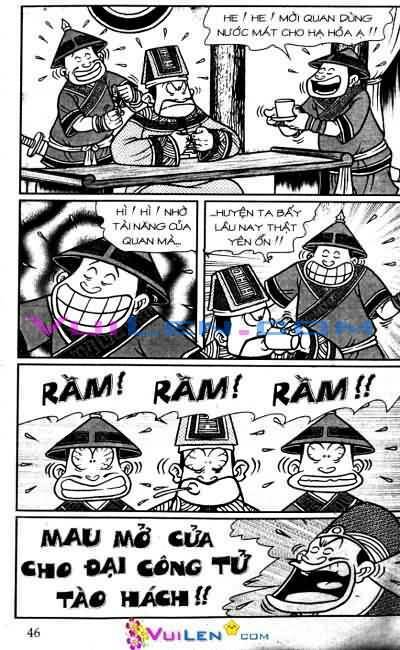 HE! HE! MỜI QUAN DÙNG
NƯỚC MÁT CHO HẠ HỎA Ạ!!
HÌ! HÌ! NHỜ
TÀI NĂNG CỦA
QUAN MÀ...
...HUYỆN TA BẤY
LÂU NAY THẬT
YÊN ỔN!!
VuiLen.com
RẦM! RẦM! RẦM!!
MAU MỞ CỬA
CHO ĐẠI CÔNG TỬ
TÀO HÁCH!!
46
VuiLen.com